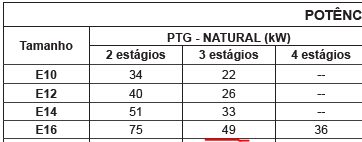 POTÊNC
Tamanho PTG - NATURAL (kW)
2 estágios 3 estágios 4 estágios
E10 34 22 --
E12 40 26 --
E14 51 33 --
E16 75 49 36